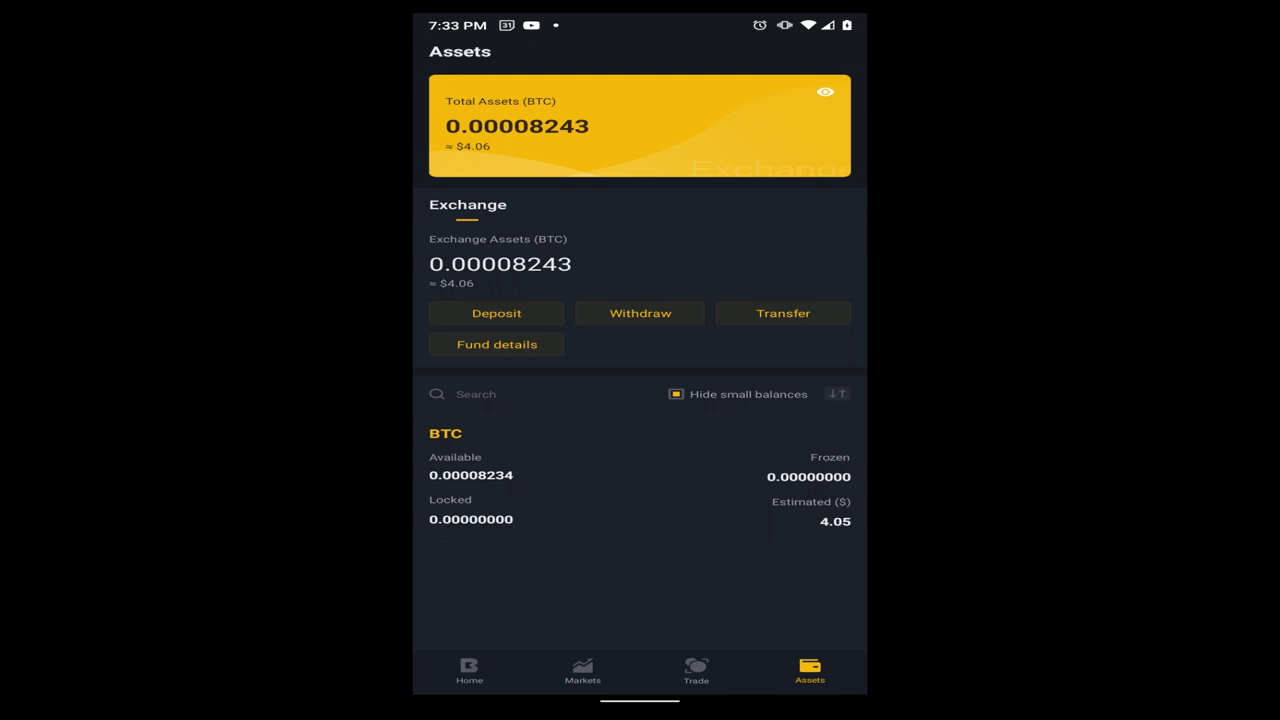 7:33 PM 31
Assets
Total Assets (BTC)
0.00008243
≈ $4.06
Exchange
Exchange
Exchange Assets (BTC)
0.00008243
≈ $4.06
Deposit Withdraw Transfer
Fund details
Search Hide small balances
BTC
Available Frozen
0.00008234 0.00000000
Locked Estimated ($)
0.00000000 4.05
Home Markets Trade Assets